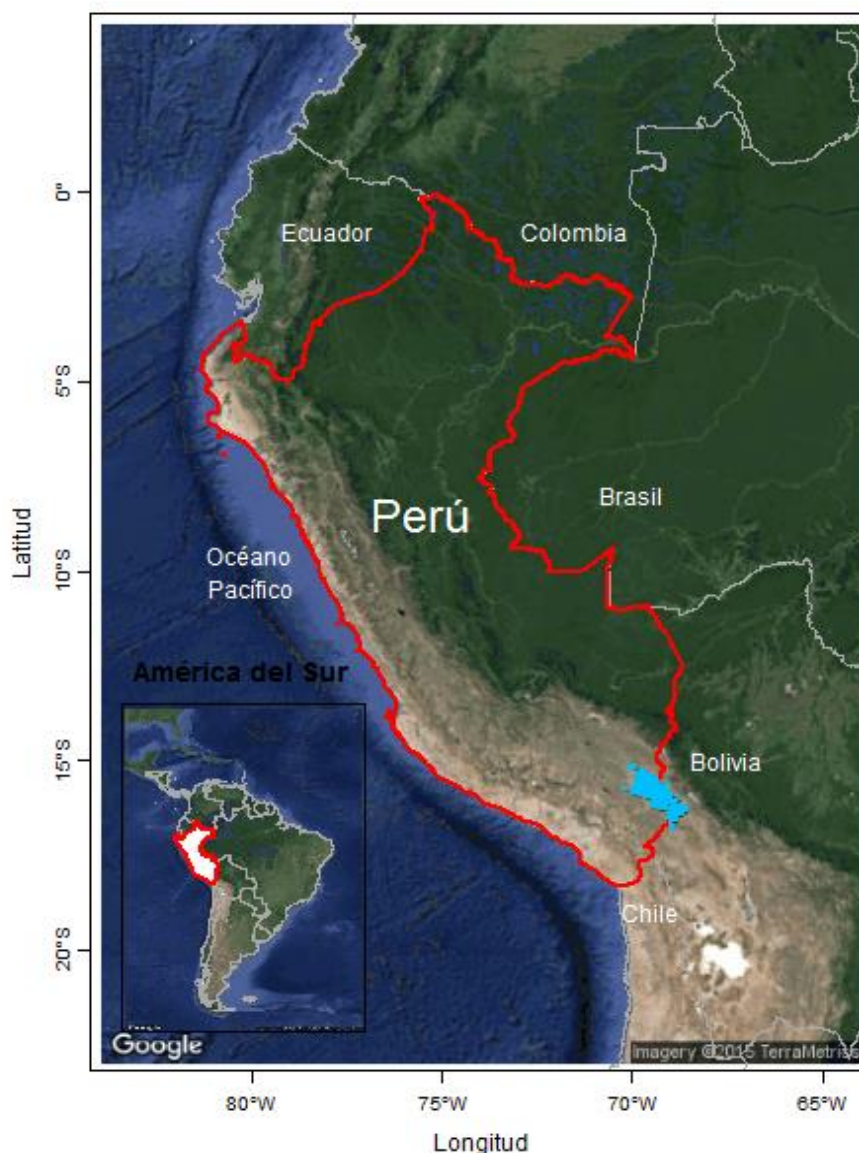 0°
5°S
10°S
15°S
20°S
Latitud
Ecuador
Colombia
Perú
Brasil
Océano
Pacífico
América del Sur
Bolivia
Chile
Google
Imagery ©2015 TerraMetrics
80°W
75°W
70°W
65°W
Longitud